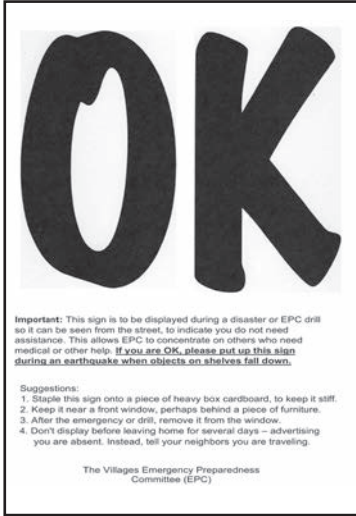 OK
Important: This sign is to be displayed during a disaster or EPC drill
so it can be seen from the street, to indicate you do not need
assistance. This allows EPC to concentrate on others who need
medical or other help. If you are OK, please put up this sign
during an earthquake when objects on shelves fall down.
Suggestions:
1. Staple this sign onto a piece of heavy box cardboard, to keep it stiff.
2. Keep it near a front window, perhaps behind a piece of furniture.
3. After the emergency or drill, remove it from the window.
4. Don't display before leaving home for several days – advertising
you are absent. Instead, tell your neighbors you are traveling.
The Villages Emergency Preparedness
Committee (EPC)